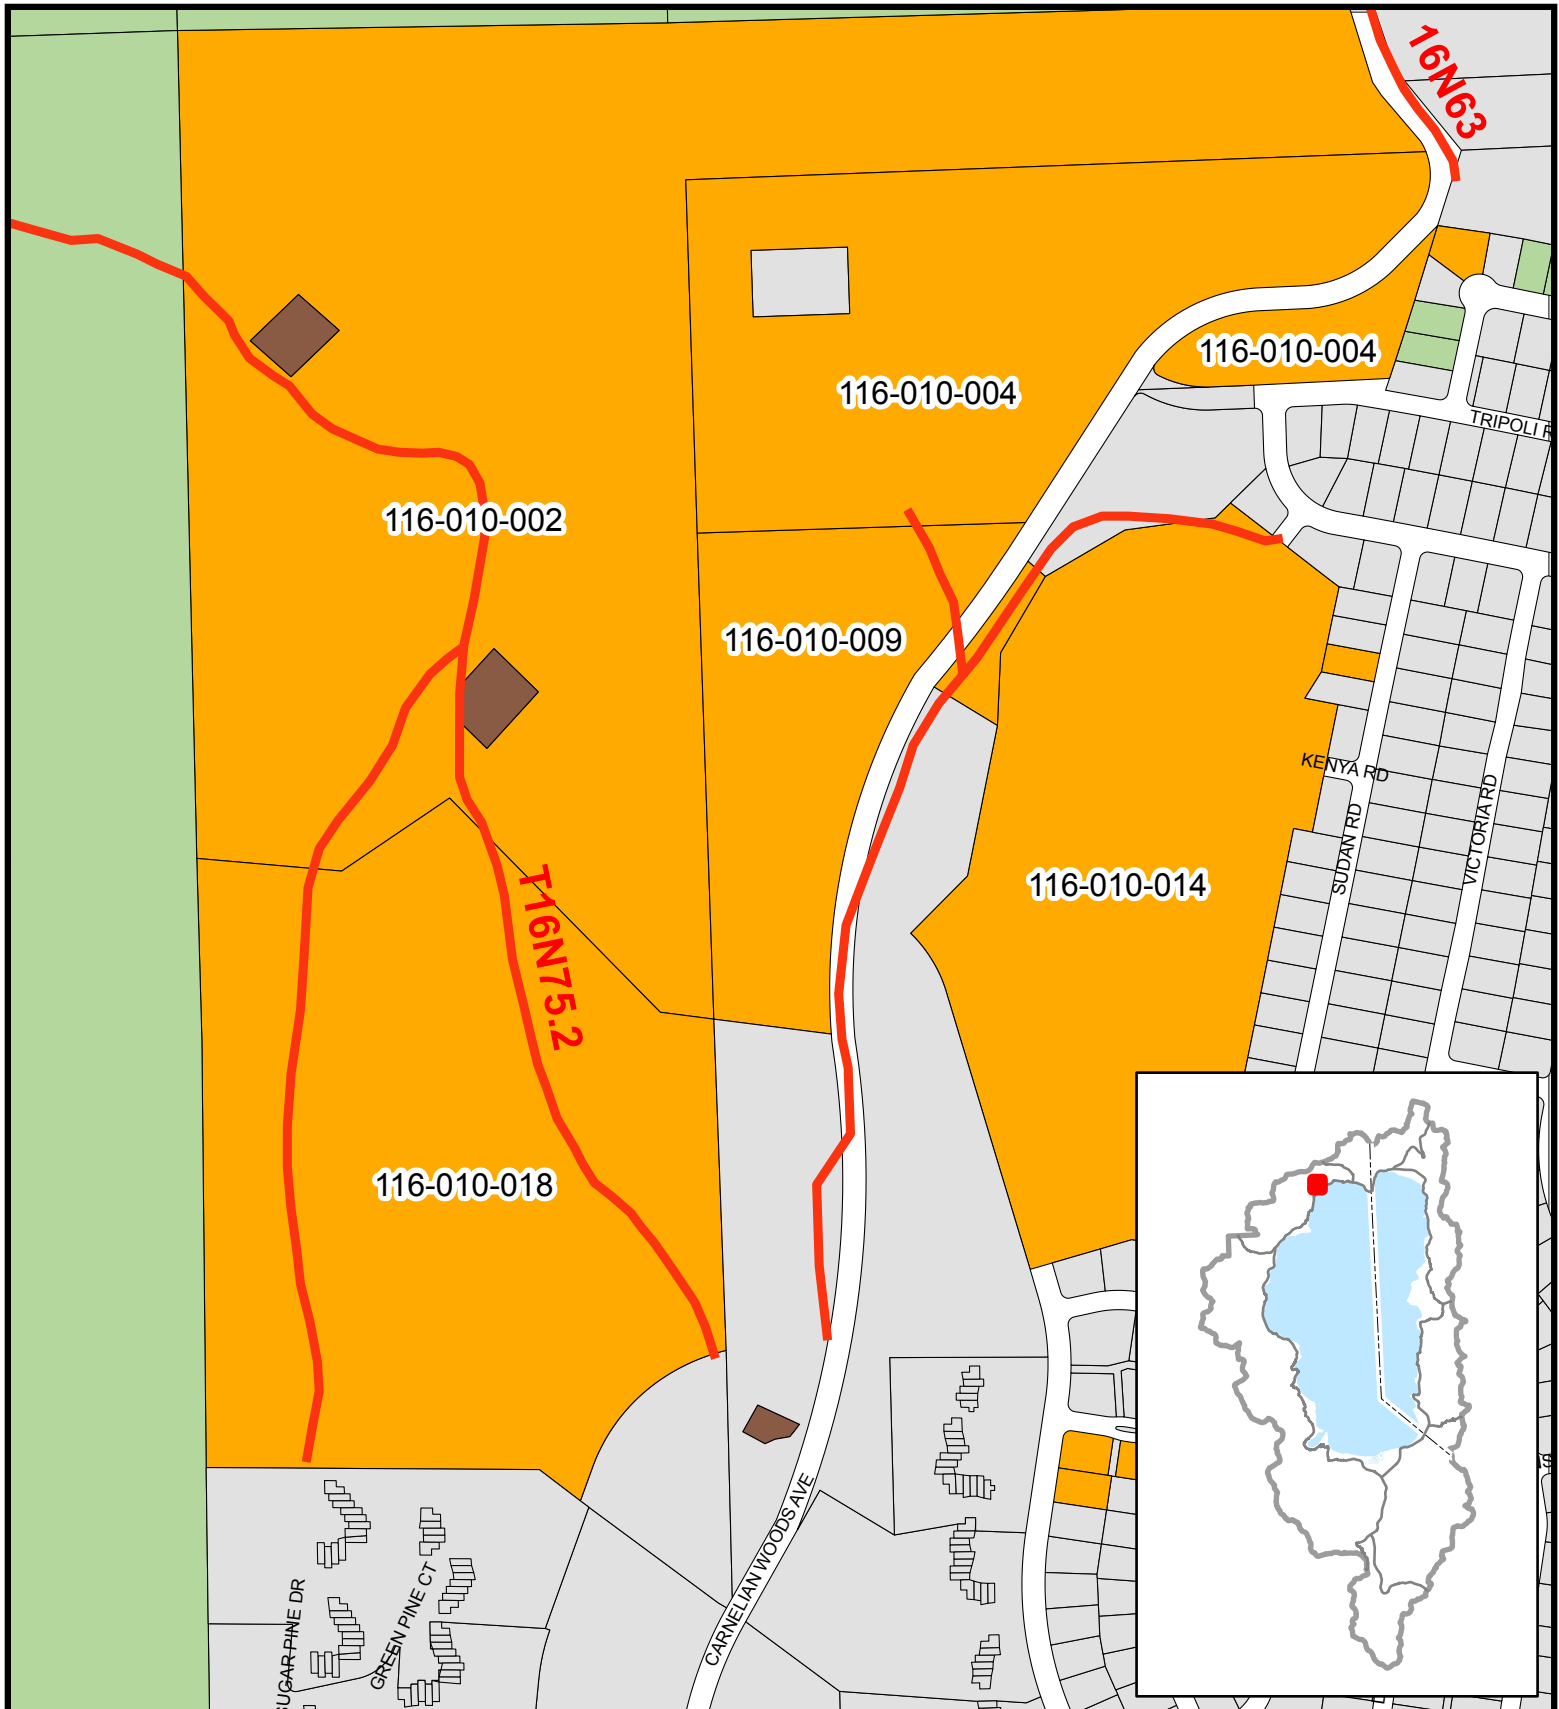 16N63
116-010-004
116-010-004
TRIPOLI R
116-010-002
116-010-009
KENYA RD
VICTORIA RD
SUDAN RD
116-010-014
T16N75.2
116-010-018
CARNELIAN WOODS AVE
GREEN PINE CT
SUGAR PINE DR